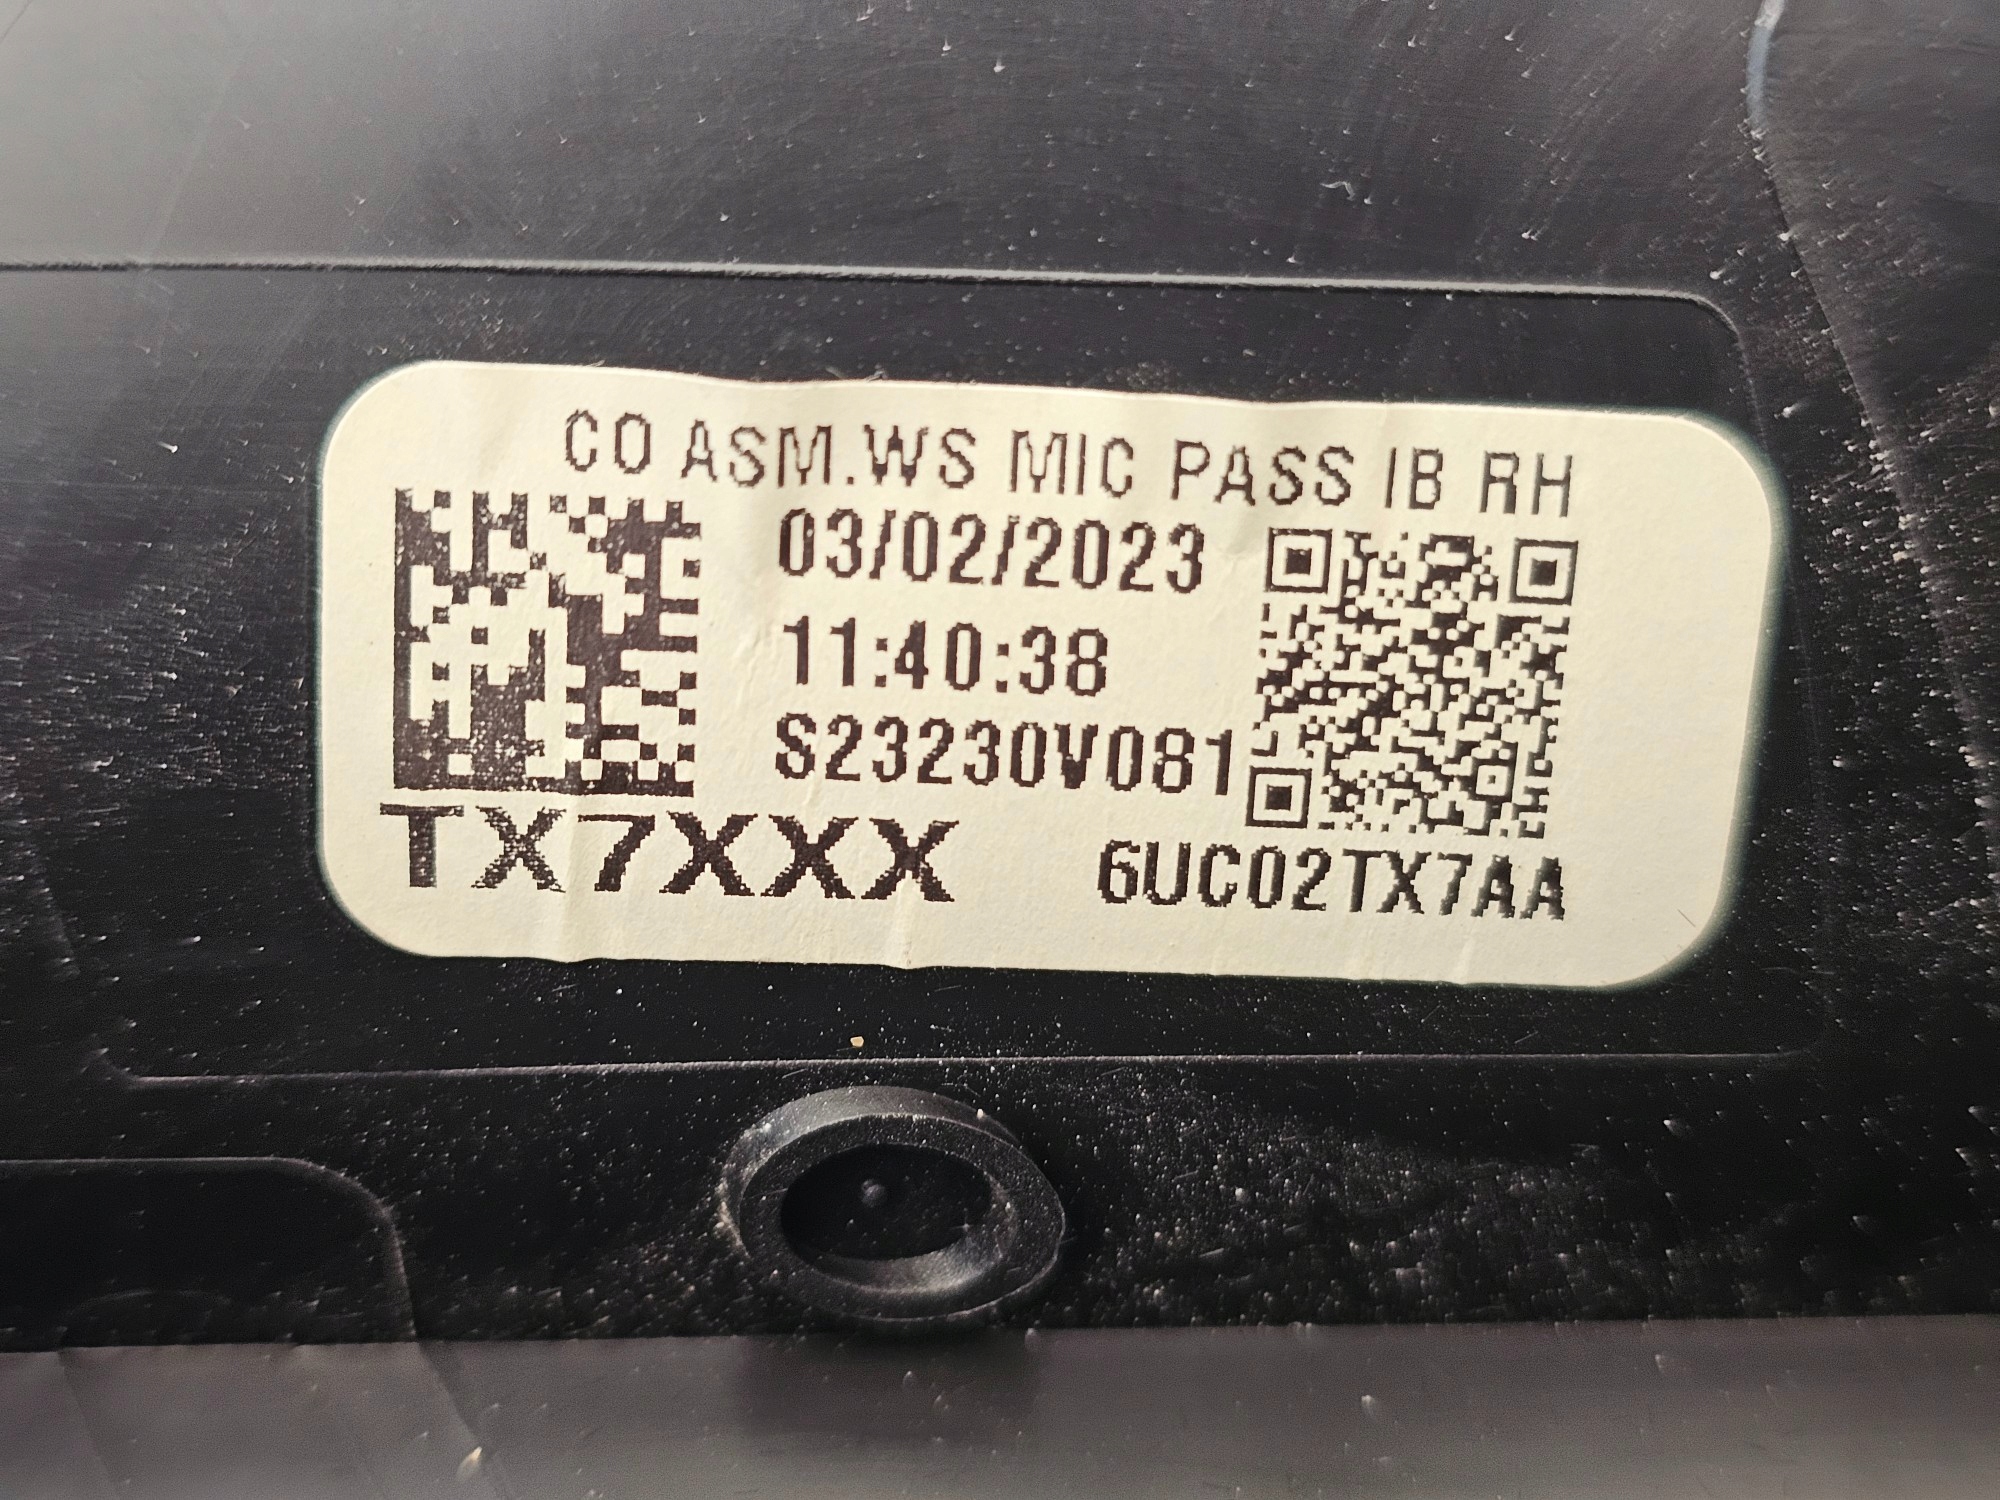 CO ASM.WS MIC PASS IB RH
03/02/2023
11:40:38
S23230V081
TX7XXX
6UC02TX7AA